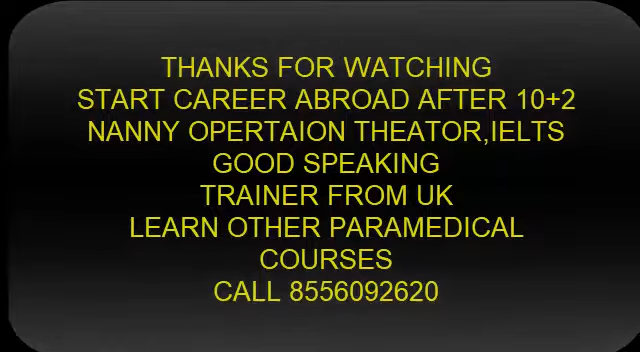 THANKS FOR WATCHING
START CAREER ABROAD AFTER 10+2
NANNY OPERTAION THEATOR,IELTS
GOOD SPEAKING
TRAINER FROM UK
LEARN OTHER PARAMEDICAL
COURSES
CALL 8556092620